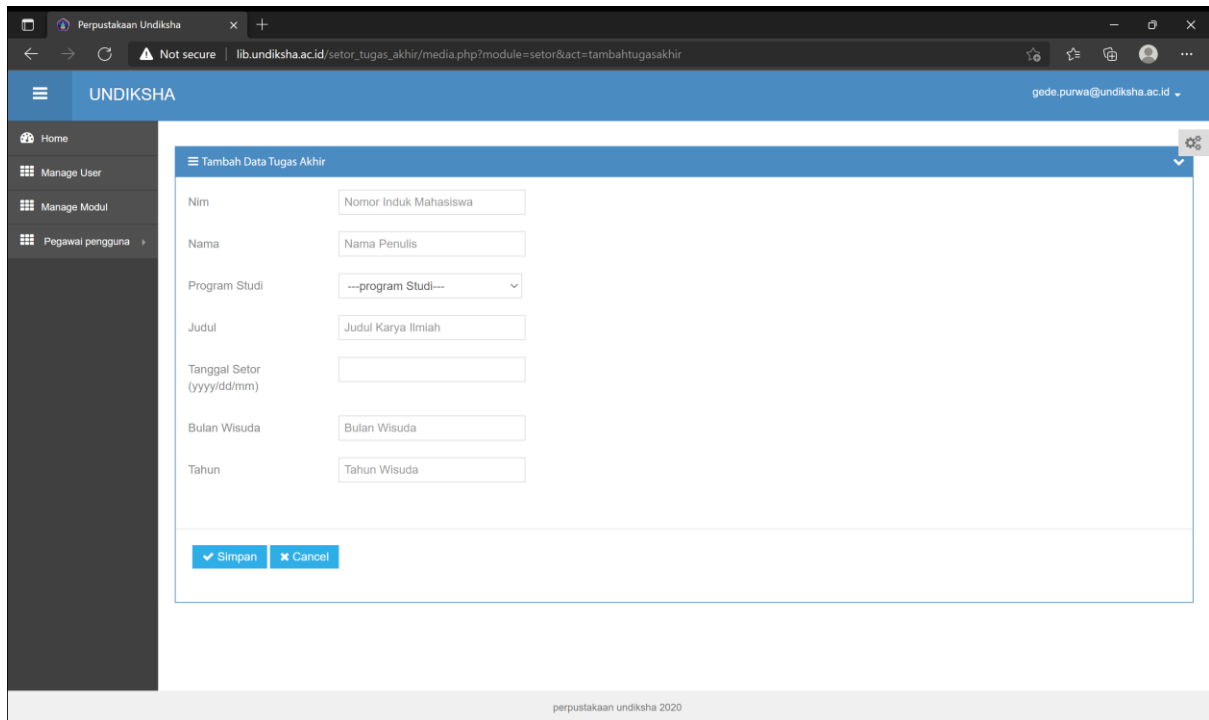 Perpustakaan Undiksha
Not secure | lib.undiksha.ac.id/setor_tugas_akhir/media.php?module=setor&act=tambahtugasakhir
UNDIKSHA
gede.purwa@undiksha.ac.id
Home
Manage User
Manage Modul
Pegawai pengguna
Tambah Data Tugas Akhir
Nim
Nomor Induk Mahasiswa
Nama
Nama Penulis
Program Studi
---program Studi---
Judul
Judul Karya Ilmiah
Tanggal Setor
(yyyy/dd/mm)
Bulan Wisuda
Bulan Wisuda
Tahun
Tahun Wisuda
Simpan
Cancel
perpustakaan undiksha 2020